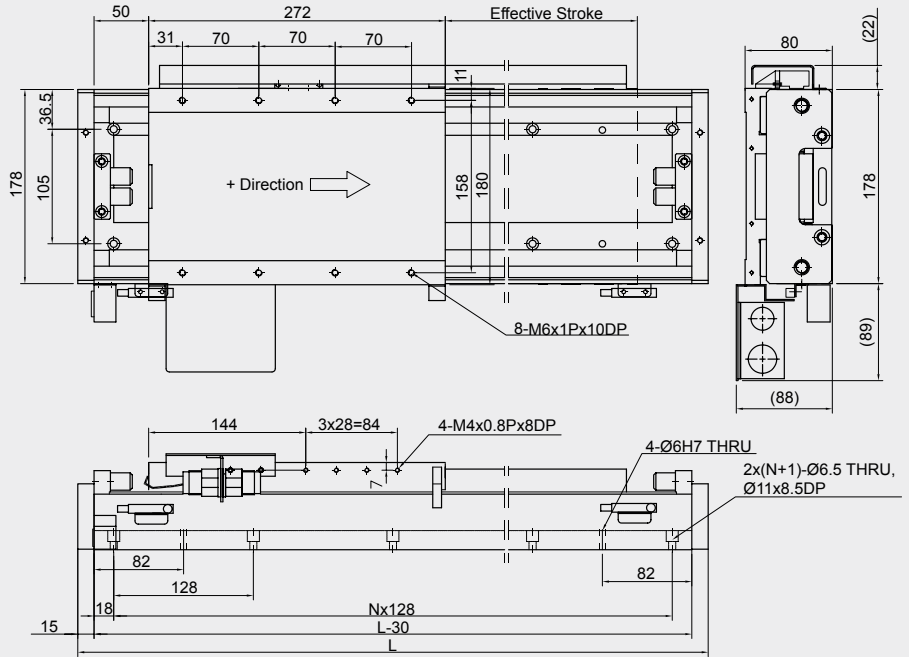 50
272
Effective Stroke
31
70
70
70
11
36.5
178
105
+ Direction
158
180
8-M6x1Px10DP
80
(22)
178
(89)
(88)
144
3x28=84
4-M4x0.8Px8DP
7
4-Ø6H7 THRU
2x(N+1)-Ø6.5 THRU,
Ø11x8.5DP
82
82
128
18
Nx128
15
L-30
L